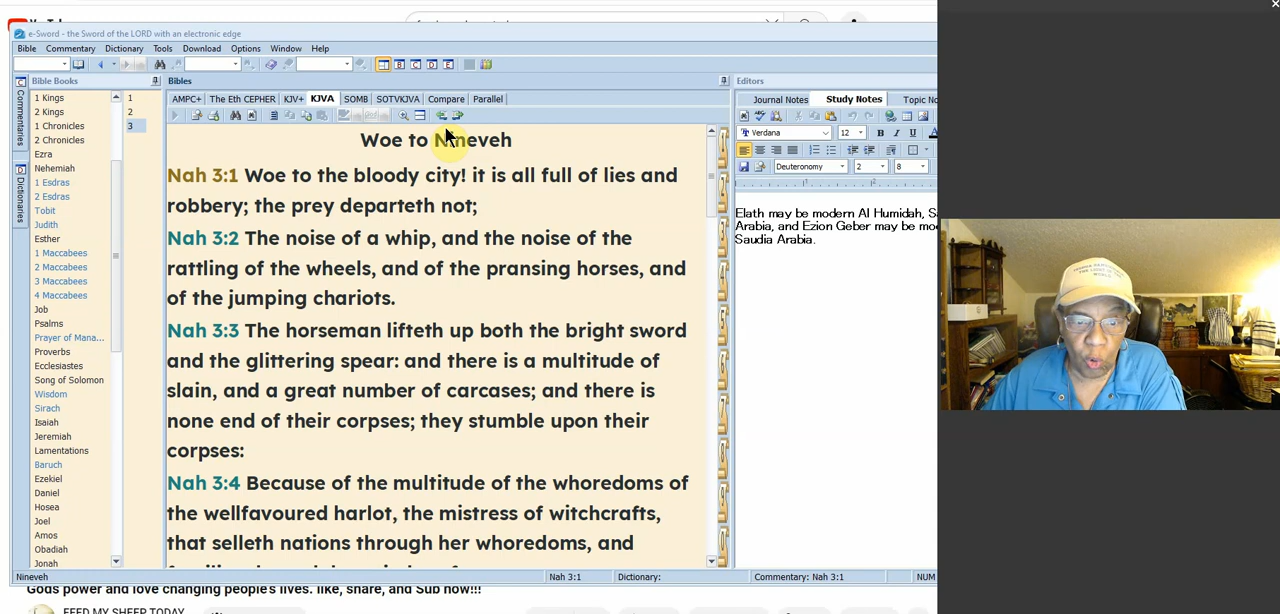 e-Sword - the Sword of the LORD with an electronic edge
Bible Commentary Dictionary Tools Download Options Window Help
B C D E
Bible Books
Bibles
Editors
Commentaries
Dictionaries
1 Kings
2 Kings
1 Chronicles
2 Chronicles
Ezra
Nehemiah
1 Esdras
2 Esdras
Tobit
Judith
Esther
1 Maccabees
2 Maccabees
3 Maccabees
4 Maccabees
Job
Psalms
Prayer of Mana...
Proverbs
Ecclesiastes
Song of Solomon
Wisdom
Sirach
Isaiah
Jeremiah
Lamentations
Baruch
Ezekiel
Daniel
Hosea
Joel
Amos
Obadiah
Jonah
1
2
3
AMPC+ The Eth CEPHER KJV+ KJVA SOMB SOTVKJVA Compare Parallel
Woe to Nineveh
Nah 3:1 Woe to the bloody city! it is all full of lies and
robbery; the prey departeth not;
Nah 3:2 The noise of a whip, and the noise of the
rattling of the wheels, and of the pransing horses, and
of the jumping chariots.
Nah 3:3 The horseman lifteth up both the bright sword
and the glittering spear: and there is a multitude of
slain, and a great number of carcases; and there is
none end of their corpses; they stumble upon their
corpses:
Nah 3:4 Because of the multitude of the whoredoms of
the wellfavoured harlot, the mistress of witchcrafts,
that selleth nations through her whoredoms, and
Journal Notes Study Notes Topic No
Verdana 12 B I U A
Deuteronomy 2 8
Elath may be modern Al Humidah, S
Arabia, and Ezion Geber may be mo
Saudia Arabia.
Nineveh
Nah 3:1
Dictionary:
Commentary: Nah 3:1
NUM
Gods power and love changing people's lives. like, share, and Sub now!!!
FEED MY SHEEP TODAY